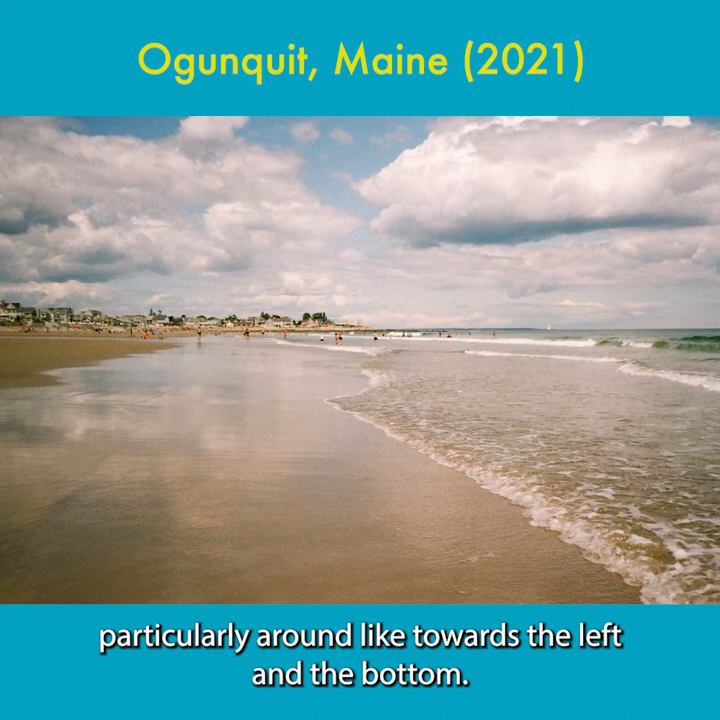 Ogunquit, Maine (2021)
particularly around like towards the left
and the bottom.